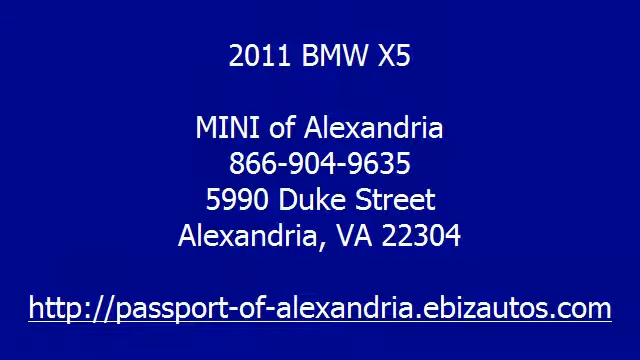 2011 BMW X5
MINI of Alexandria
866-904-9635
5990 Duke Street
Alexandria, VA 22304
http://passport-of-alexandria.ebizautos.com